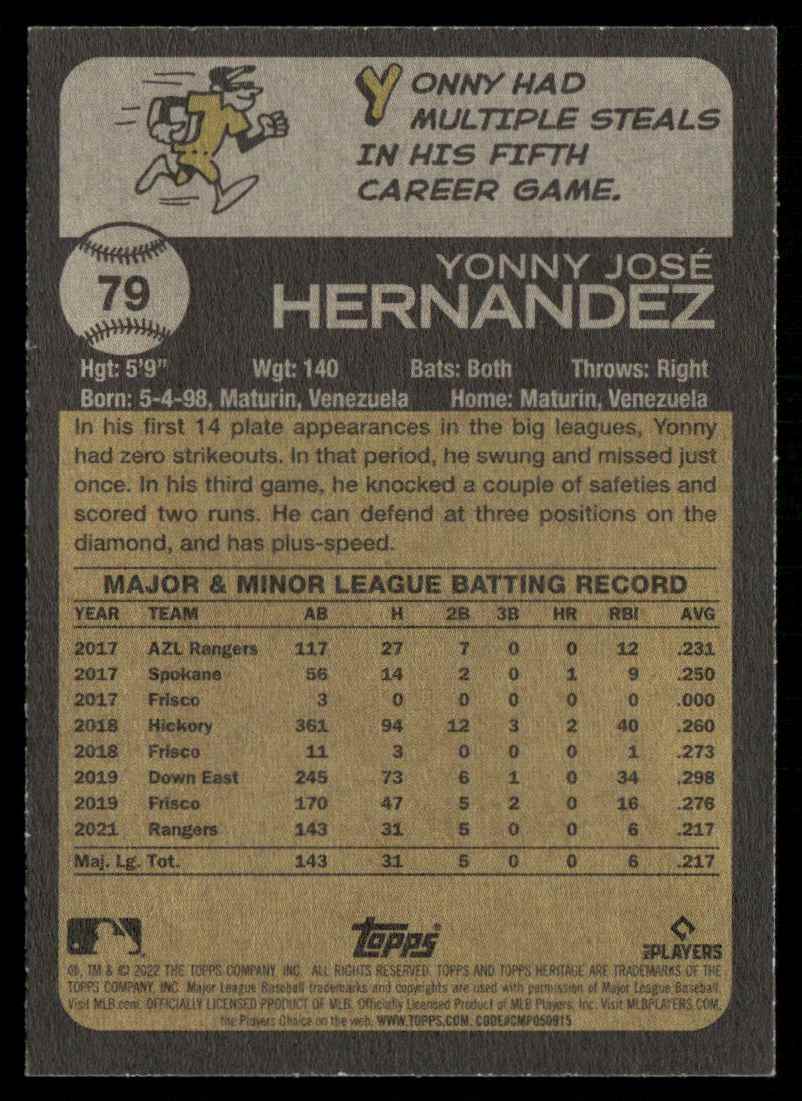 YONNY HAD
MULTIPLE STEALS
IN HIS FIFTH
CAREER GAME.
79
YONNY JOSÉ
HERNANDEZ
Hgt: 5'9" Wgt: 140 Bats: Both Throws: Right
Born: 5-4-98, Maturin, Venezuela Home: Maturin, Venezuela
In his first 14 plate appearances in the big leagues, Yonny
had zero strikeouts. In that period, he swung and missed just
once. In his third game, he knocked a couple of safeties and
scored two runs. He can defend at three positions on the
diamond, and has plus-speed.
MAJOR & MINOR LEAGUE BATTING RECORD
YEAR TEAM AB H 2B 3B HR RBI AVG
2017 AZL Rangers 117 27 7 0 0 12 .231
2017 Spokane 56 14 2 0 1 9 .250
2017 Frisco 3 0 0 0 0 0 .000
2018 Hickory 361 94 12 3 2 40 .260
2018 Frisco 11 3 0 0 0 1 .273
2019 Down East 245 73 6 1 0 34 .298
2019 Frisco 170 47 5 2 0 16 .276
2021 Rangers 143 31 5 0 0 6 .217
Maj. Lg. Tot. 143 31 5 0 0 6 .217
topps
PLAYERS
®, TM & © 2022 THE TOPPS COMPANY, INC. ALL RIGHTS RESERVED. TOPPS AND TOPPS HERITAGE ARE TRADEMARKS OF THE
TOPPS COMPANY, INC. Major League Baseball trademarks and copyrights are used with permission of Major League Baseball.
Visit MLB.com. OFFICIALLY LICENSED PRODUCT OF MLB. Officially Licensed Product of MLB Players, Inc. Visit MLBPLAYERS.COM,
the Players Choice on the web. WWW.TOPPS.COM. CODE#CMP050915